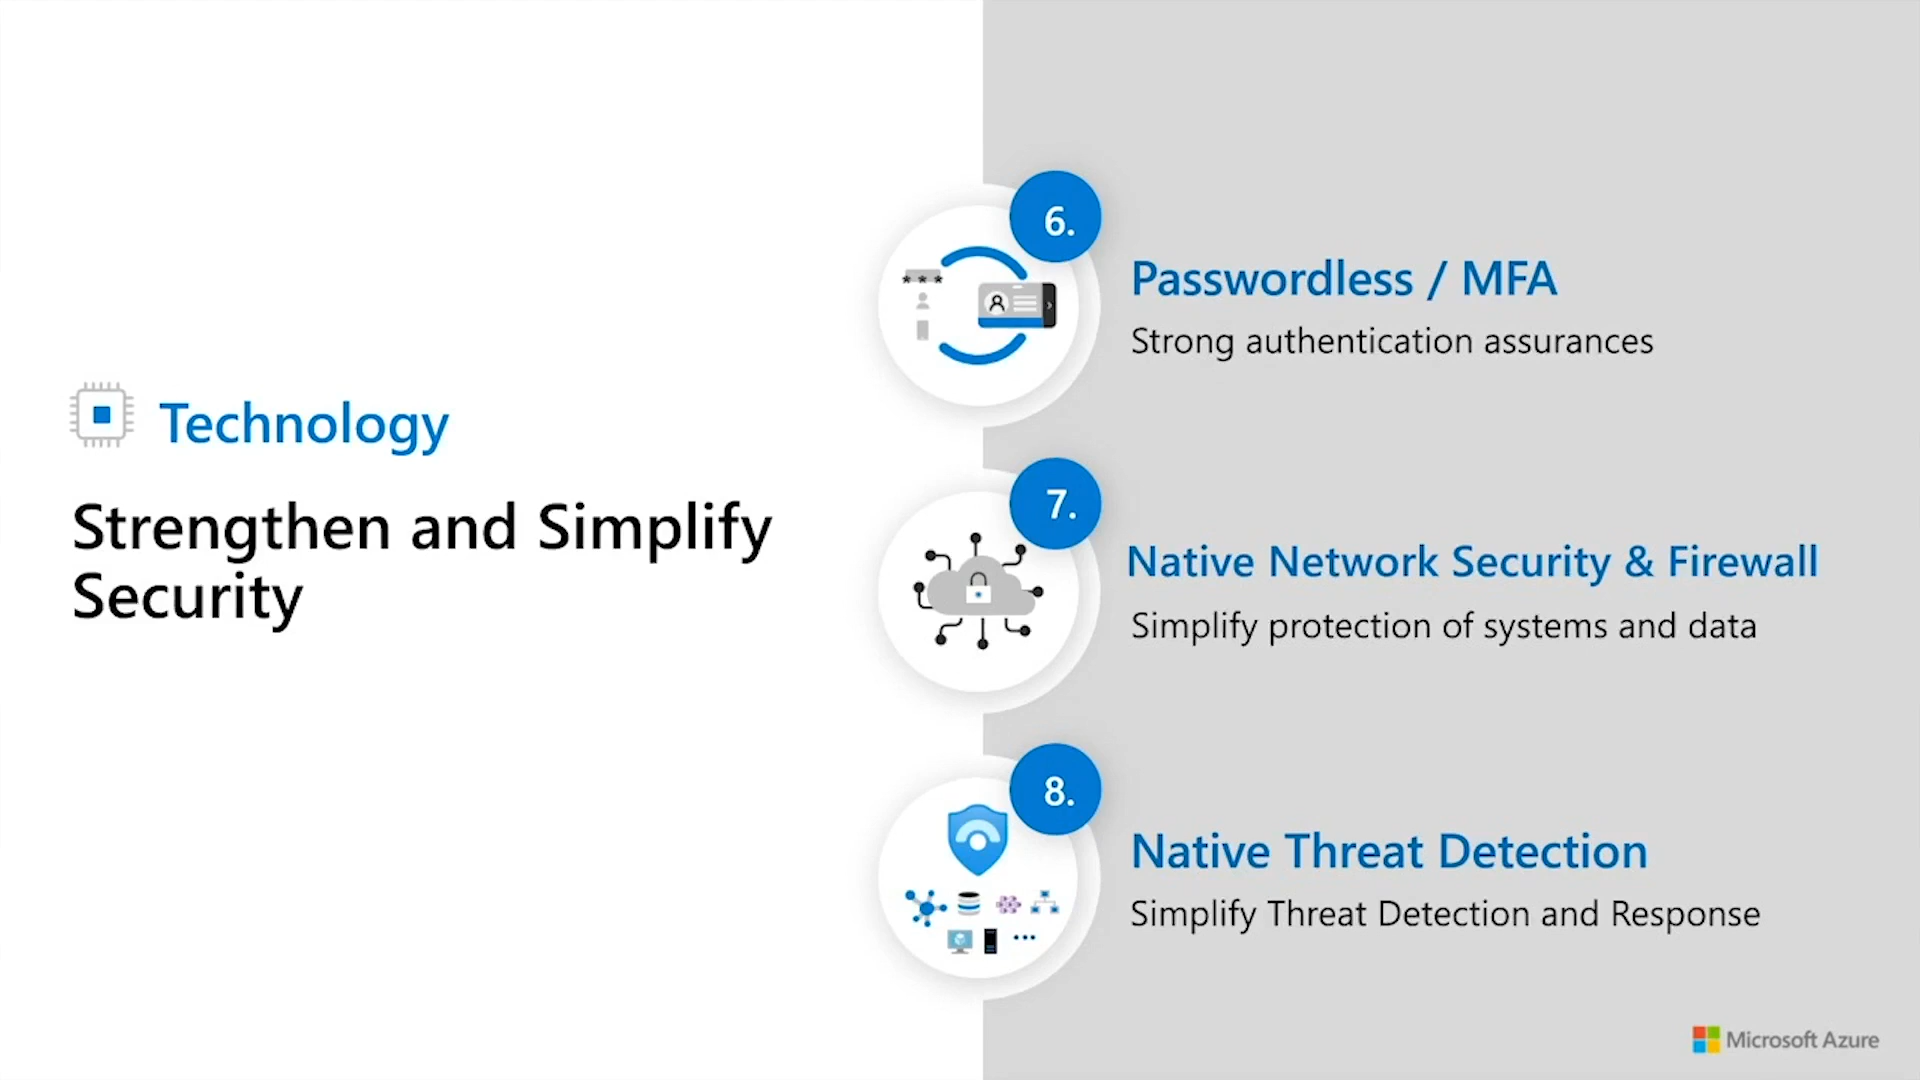 Technology
Strengthen and Simplify
Security
6.
Passwordless / MFA
Strong authentication assurances
7.
Native Network Security & Firewall
Simplify protection of systems and data
8.
Native Threat Detection
Simplify Threat Detection and Response
Microsoft Azure